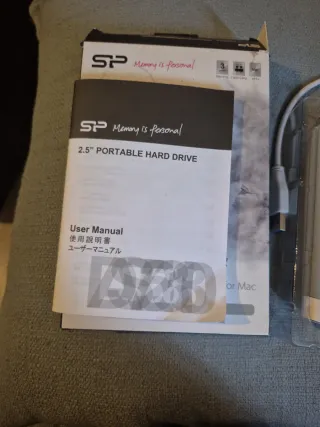 SP Memory is personal
SP Memory is personal
2.5" PORTABLE HARD DRIVE
User Manual
使用說明書
ユーザーマニュアル
or Mac